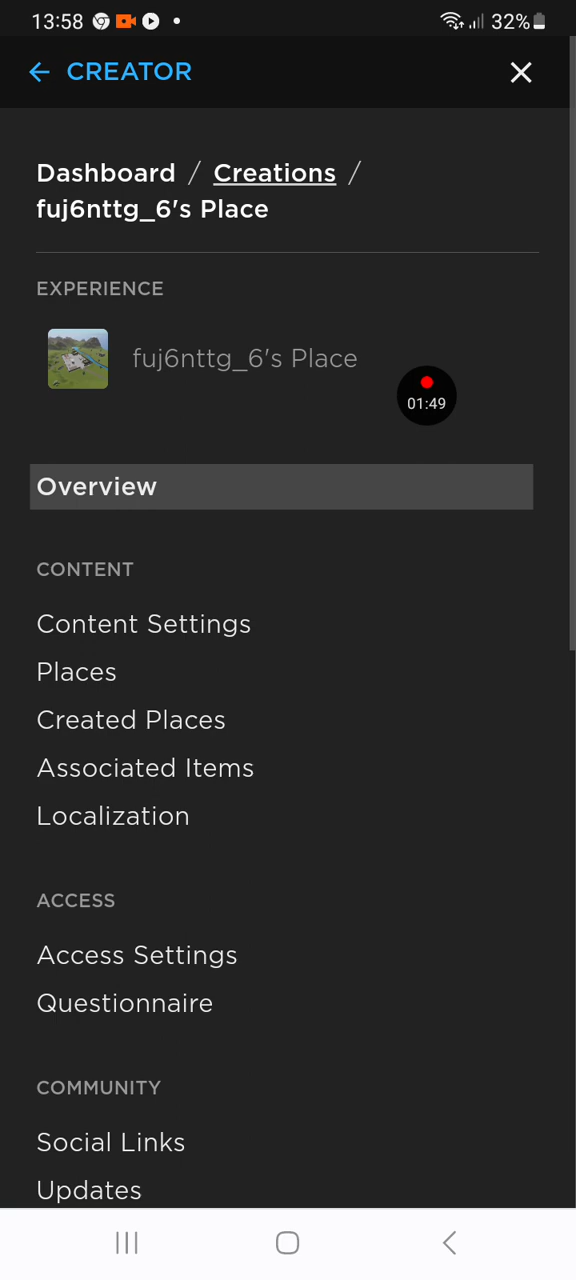 13:58
32%
CREATOR
Dashboard / Creations /
fuj6nttg_6's Place
EXPERIENCE
fuj6nttg_6's Place
01:49
Overview
CONTENT
Content Settings
Places
Created Places
Associated Items
Localization
ACCESS
Access Settings
Questionnaire
COMMUNITY
Social Links
Updates